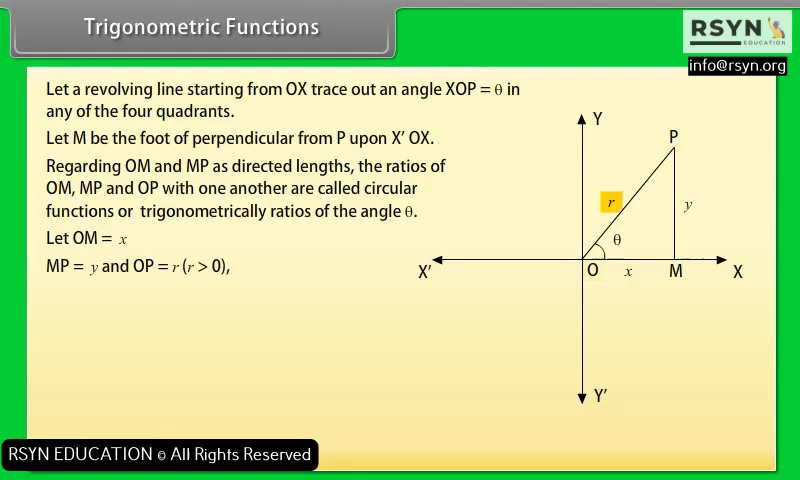 Trigonometric Functions
RSYN
EDUCATION
info@rsyn.org
Let a revolving line starting from OX trace out an angle XOP = θ in
any of the four quadrants.
Let M be the foot of perpendicular from P upon X′ OX.
Regarding OM and MP as directed lengths, the ratios of
OM, MP and OP with one another are called circular
functions or trigonometrically ratios of the angle θ.
Let OM = x
MP = y and OP = r (r > 0),
Y
P
r
y
θ
X′
O
x
M
X
Y′
RSYN EDUCATION © All Rights Reserved